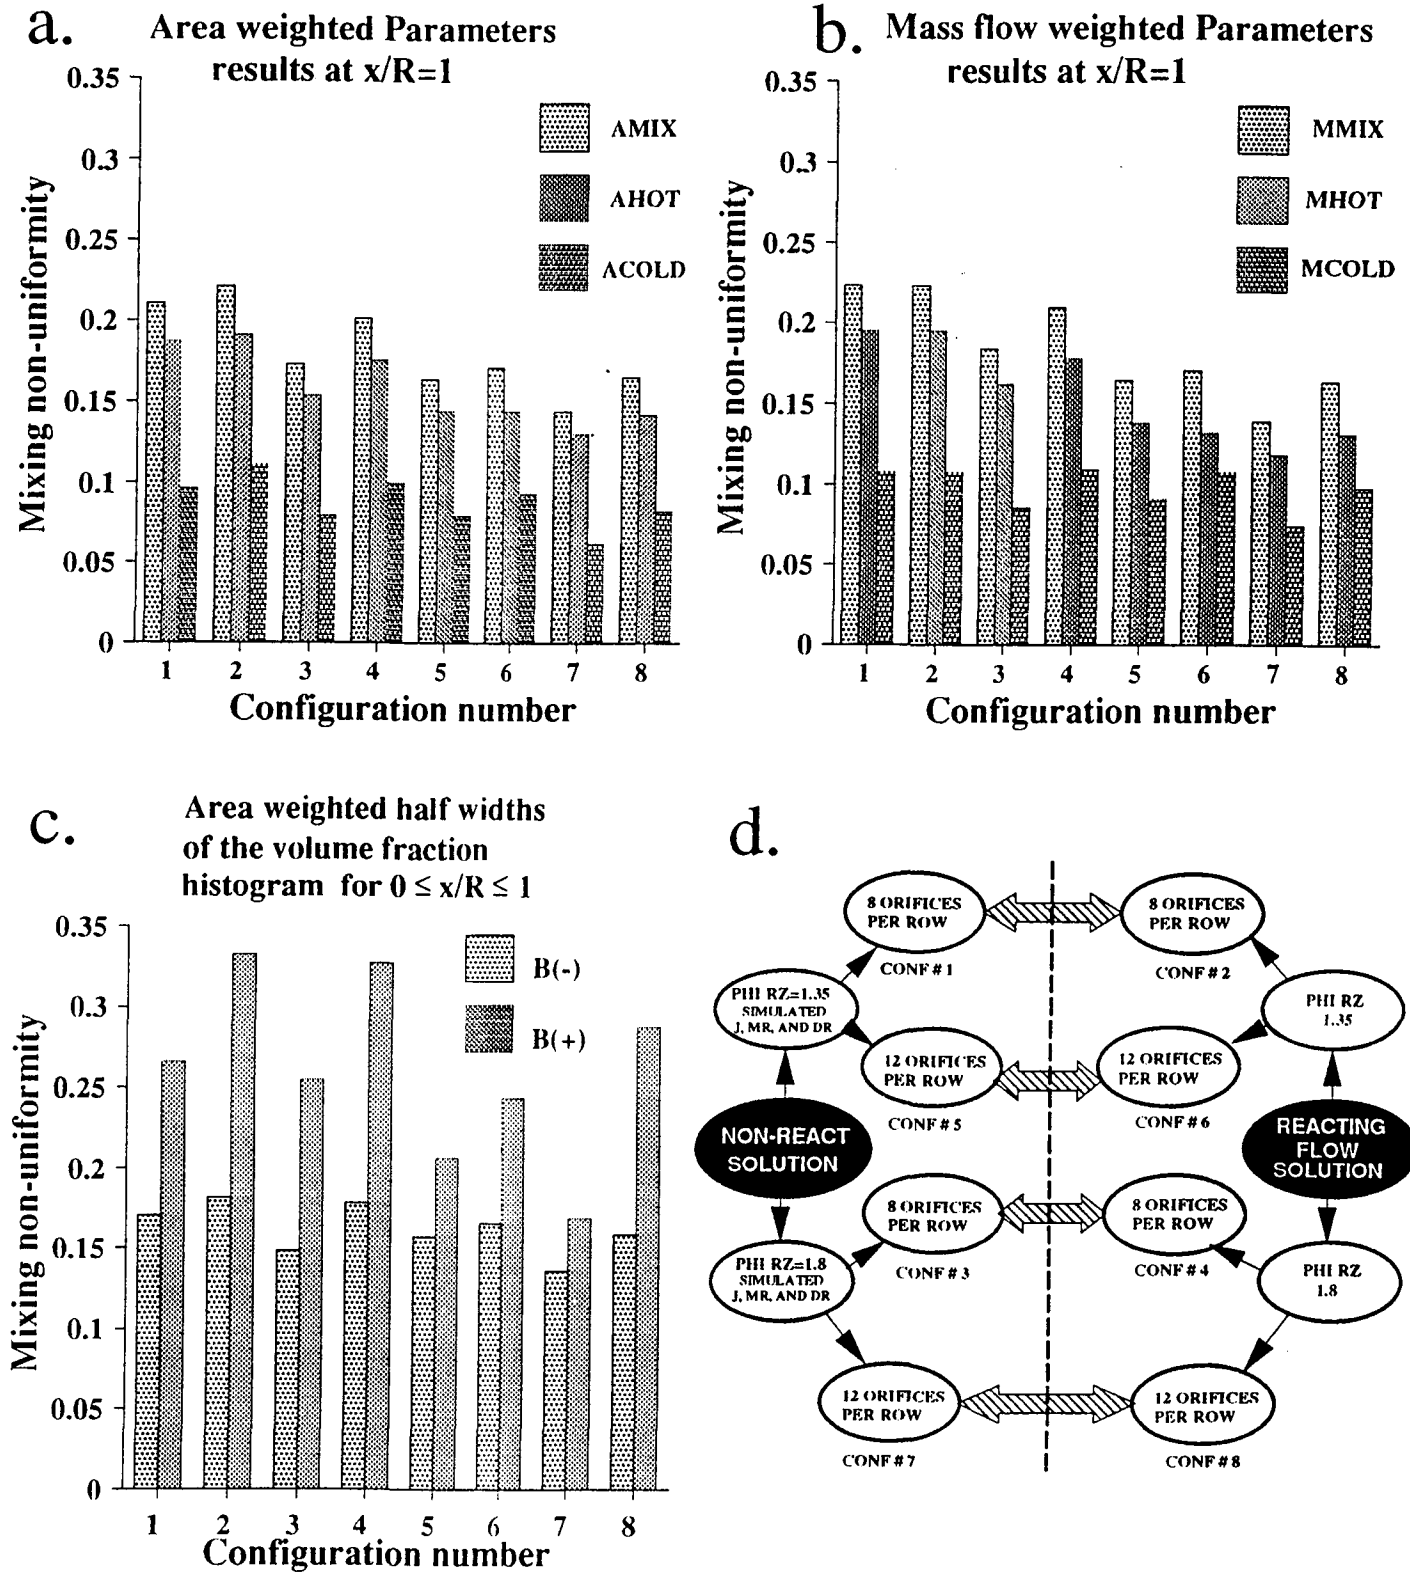 a.
Area weighted Parameters
results at x/R=1
0.35
0.3
0.25
0.2
0.15
0.1
0.05
0
Mixing non-uniformity
AMIX
AHOT
ACOLD
1 2 3 4 5 6 7 8
Configuration number
b.
Mass flow weighted Parameters
results at x/R=1
0.35
0.3
0.25
0.2
0.15
0.1
0.05
0
Mixing non-uniformity
MMIX
MHOT
MCOLD
1 2 3 4 5 6 7 8
Configuration number
c.
Area weighted half widths
of the volume fraction
histogram for 0 ≤ x/R ≤ 1
0.35
0.3
0.25
0.2
0.15
0.1
0.05
0
Mixing non-uniformity
B(-)
B(+)
1 2 3 4 5 6 7 8
Configuration number
d.
8 ORIFICES
PER ROW
CONF # 1
8 ORIFICES
PER ROW
CONF # 2
PHI RZ=1.35
SIMULATED
J, MR, AND DR
PHI RZ
1.35
12 ORIFICES
PER ROW
CONF # 5
12 ORIFICES
PER ROW
CONF # 6
NON-REACT
SOLUTION
REACTING
FLOW
SOLUTION
8 ORIFICES
PER ROW
CONF # 3
8 ORIFICES
PER ROW
CONF # 4
PHI RZ=1.8
SIMULATED
J, MR, AND DR
PHI RZ
1.8
12 ORIFICES
PER ROW
CONF # 7
12 ORIFICES
PER ROW
CONF # 8